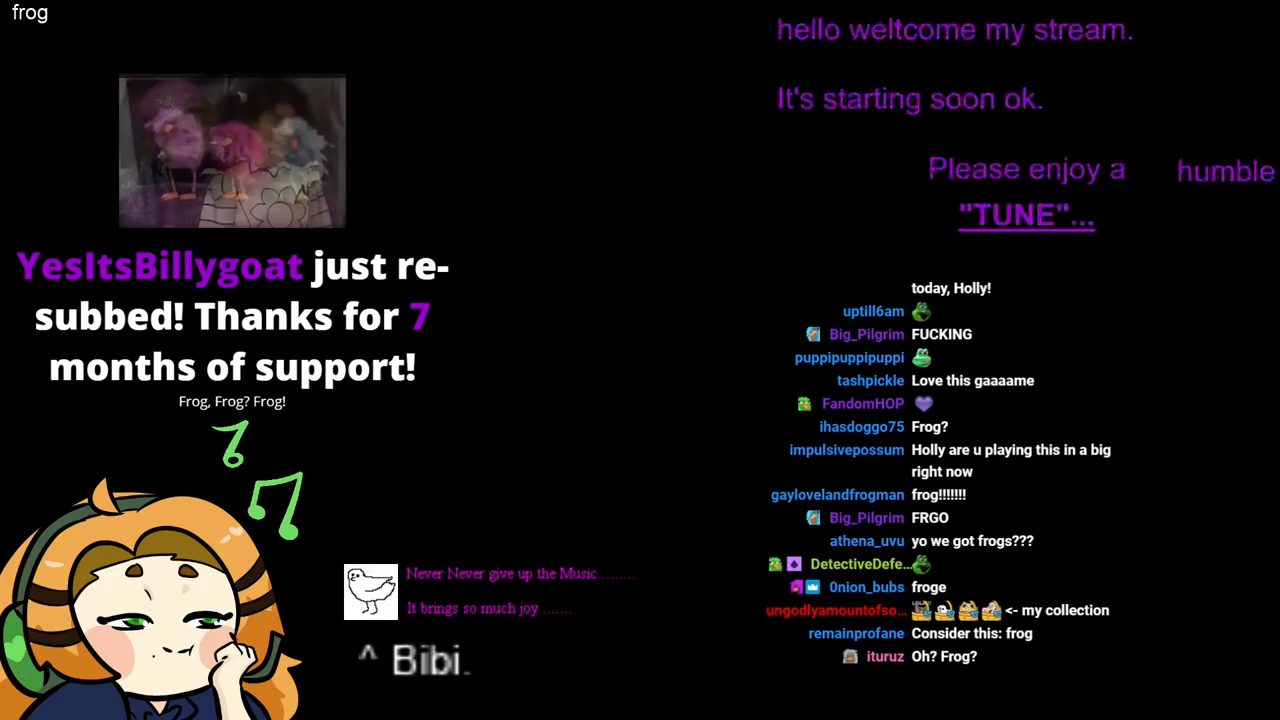 frog
hello weltcome my stream.
It's starting soon ok.
Please enjoy a humble
"TUNE"...
YesItsBillygoat just re-
subbed! Thanks for 7
months of support!
Frog, Frog? Frog!
today, Holly!
uptill6am
Big_Pilgrim FUCKING
puppipuppipuppi
tashpickle Love this gaaaame
FandomHOP
ihasdoggo75 Frog?
impulsivepossum Holly are u playing this in a big
right now
gaylovelandfrogman frog!!!!!!!
Big_Pilgrim FRGO
athena_uvu yo we got frogs???
DetectiveDefe...
0nion_bubs froge
ungodlyamountofso... <- my collection
remainprofane Consider this: frog
ituruz Oh? Frog?
Never Never give up the Music.........
It brings so much joy .......
^ Bibi.